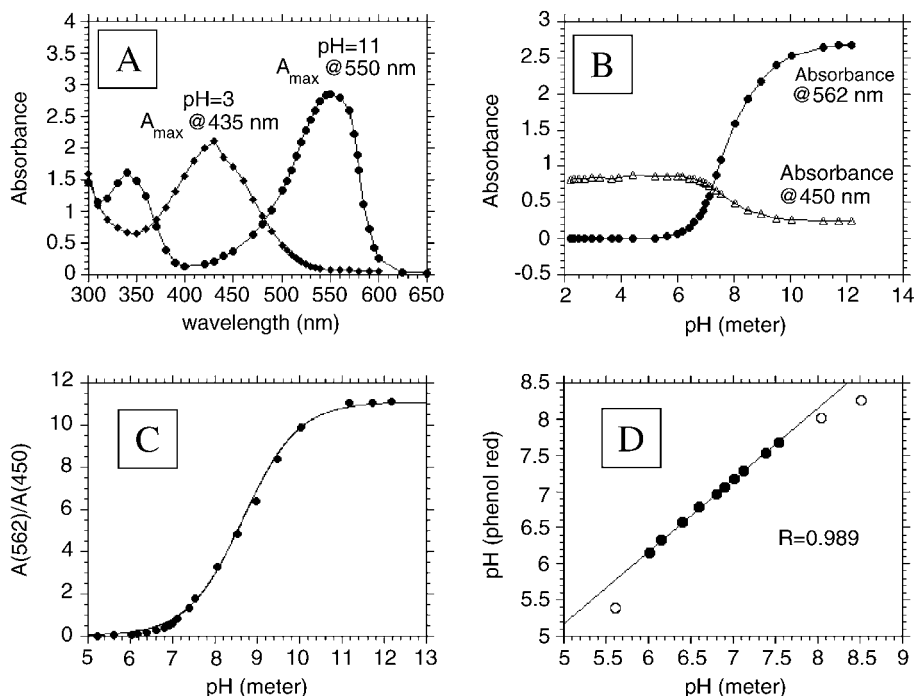 A
pH=11
A max @550 nm
pH=3
A max @435 nm
Absorbance
4
3.5
3
2.5
2
1.5
1
0.5
0
300 350 400 450 500 550 600 650
wavelength (nm)
B
Absorbance
@562 nm
Absorbance
@450 nm
Absorbance
3
2.5
2
1.5
1
0.5
0
-0.5
2 4 6 8 10 12 14
pH (meter)
C
A(562)/A(450)
12
10
8
6
4
2
0
5 6 7 8 9 10 11 12 13
pH (meter)
D
R=0.989
pH (phenol red)
8.5
8
7.5
7
6.5
6
5.5
5
5 5.5 6 6.5 7 7.5 8 8.5 9
pH (meter)